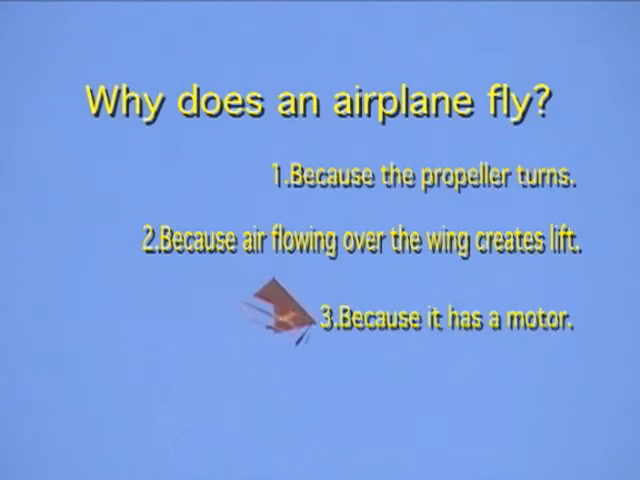 Why does an airplane fly?
1.Because the propeller turns.
2.Because air flowing over the wing creates lift.
3.Because it has a motor.